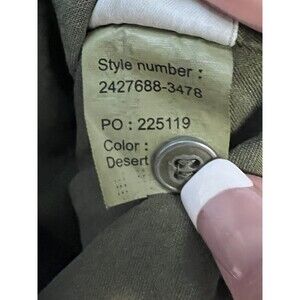 Style number :
2427688-3478
PO : 225119
Color :
Desert